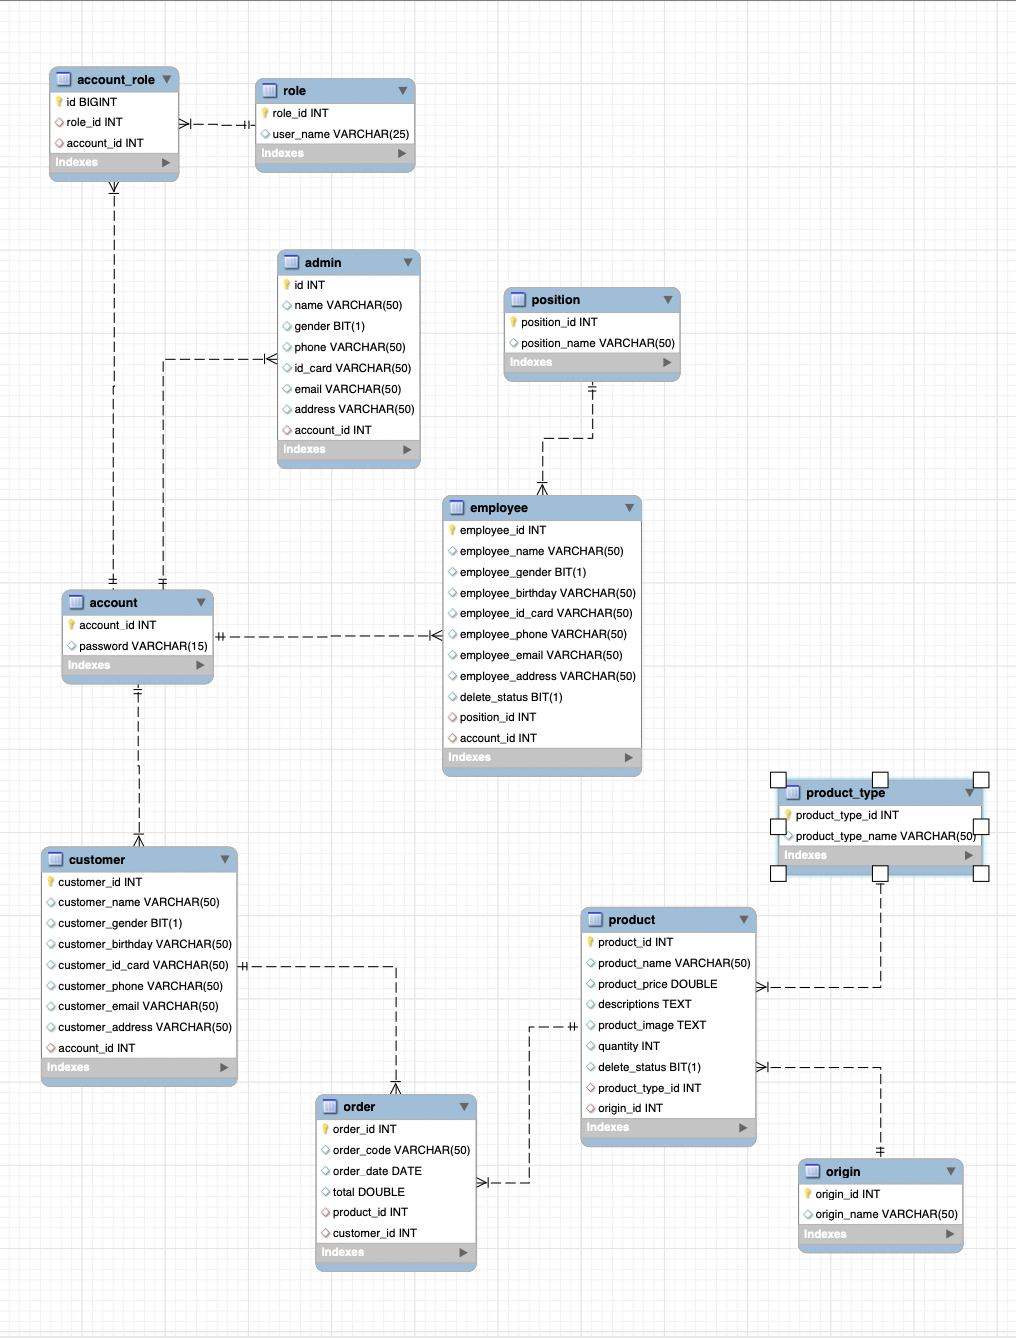 account_role
id BIGINT
role_id INT
account_id INT
Indexes
role
role_id INT
user_name VARCHAR(25)
Indexes
admin
id INT
name VARCHAR(50)
gender BIT(1)
phone VARCHAR(50)
id_card VARCHAR(50)
email VARCHAR(50)
address VARCHAR(50)
account_id INT
Indexes
position
position_id INT
position_name VARCHAR(50)
Indexes
employee
employee_id INT
employee_name VARCHAR(50)
employee_gender BIT(1)
employee_birthday VARCHAR(50)
employee_id_card VARCHAR(50)
employee_phone VARCHAR(50)
employee_email VARCHAR(50)
employee_address VARCHAR(50)
delete_status BIT(1)
position_id INT
account_id INT
Indexes
account
account_id INT
password VARCHAR(15)
Indexes
product_type
product_type_id INT
product_type_name VARCHAR(50)
Indexes
customer
customer_id INT
customer_name VARCHAR(50)
customer_gender BIT(1)
customer_birthday VARCHAR(50)
customer_id_card VARCHAR(50)
customer_phone VARCHAR(50)
customer_email VARCHAR(50)
customer_address VARCHAR(50)
account_id INT
Indexes
product
product_id INT
product_name VARCHAR(50)
product_price DOUBLE
descriptions TEXT
product_image TEXT
quantity INT
delete_status BIT(1)
product_type_id INT
origin_id INT
Indexes
order
order_id INT
order_code VARCHAR(50)
order_date DATE
total DOUBLE
product_id INT
customer_id INT
Indexes
origin
origin_id INT
origin_name VARCHAR(50)
Indexes